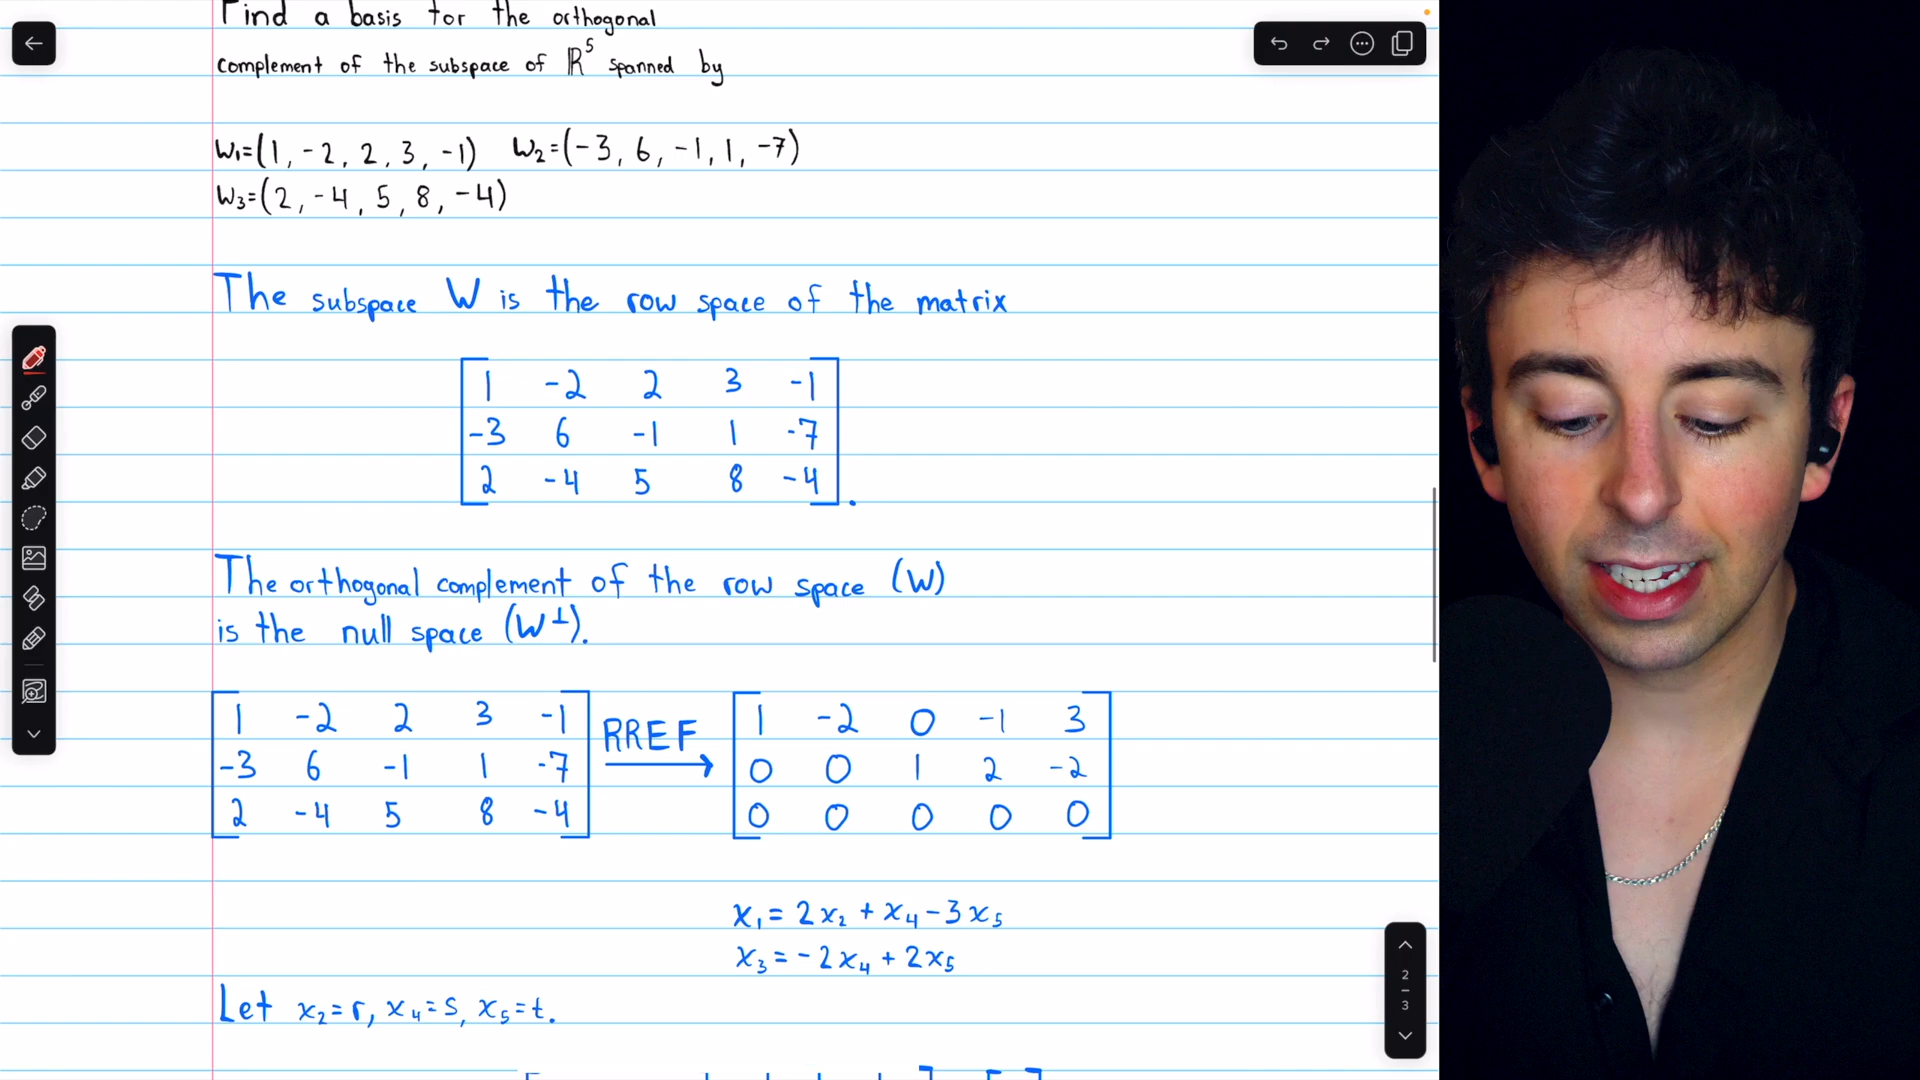 Find a basis for the orthogonal
complement of the subspace of ℝ⁵ spanned by
W₁=(1, -2, 2, 3, -1) W₂=(-3, 6, -1, 1, -7)
W₃=(2, -4, 5, 8, -4)
The subspace W is the row space of the matrix
1 -2 2 3 -1
-3 6 -1 1 -7
2 -4 5 8 -4 .
The orthogonal complement of the row space (W)
is the null space (W⊥).
1 -2 2 3 -1 RREF 1 -2 0 -1 3
-3 6 -1 1 -7 → 0 0 1 2 -2
2 -4 5 8 -4 0 0 0 0 0
x₁ = 2x₂ + x₄ - 3x₅
x₃ = -2x₄ + 2x₅
Let x₂=r, x₄=s, x₅=t.
2
3